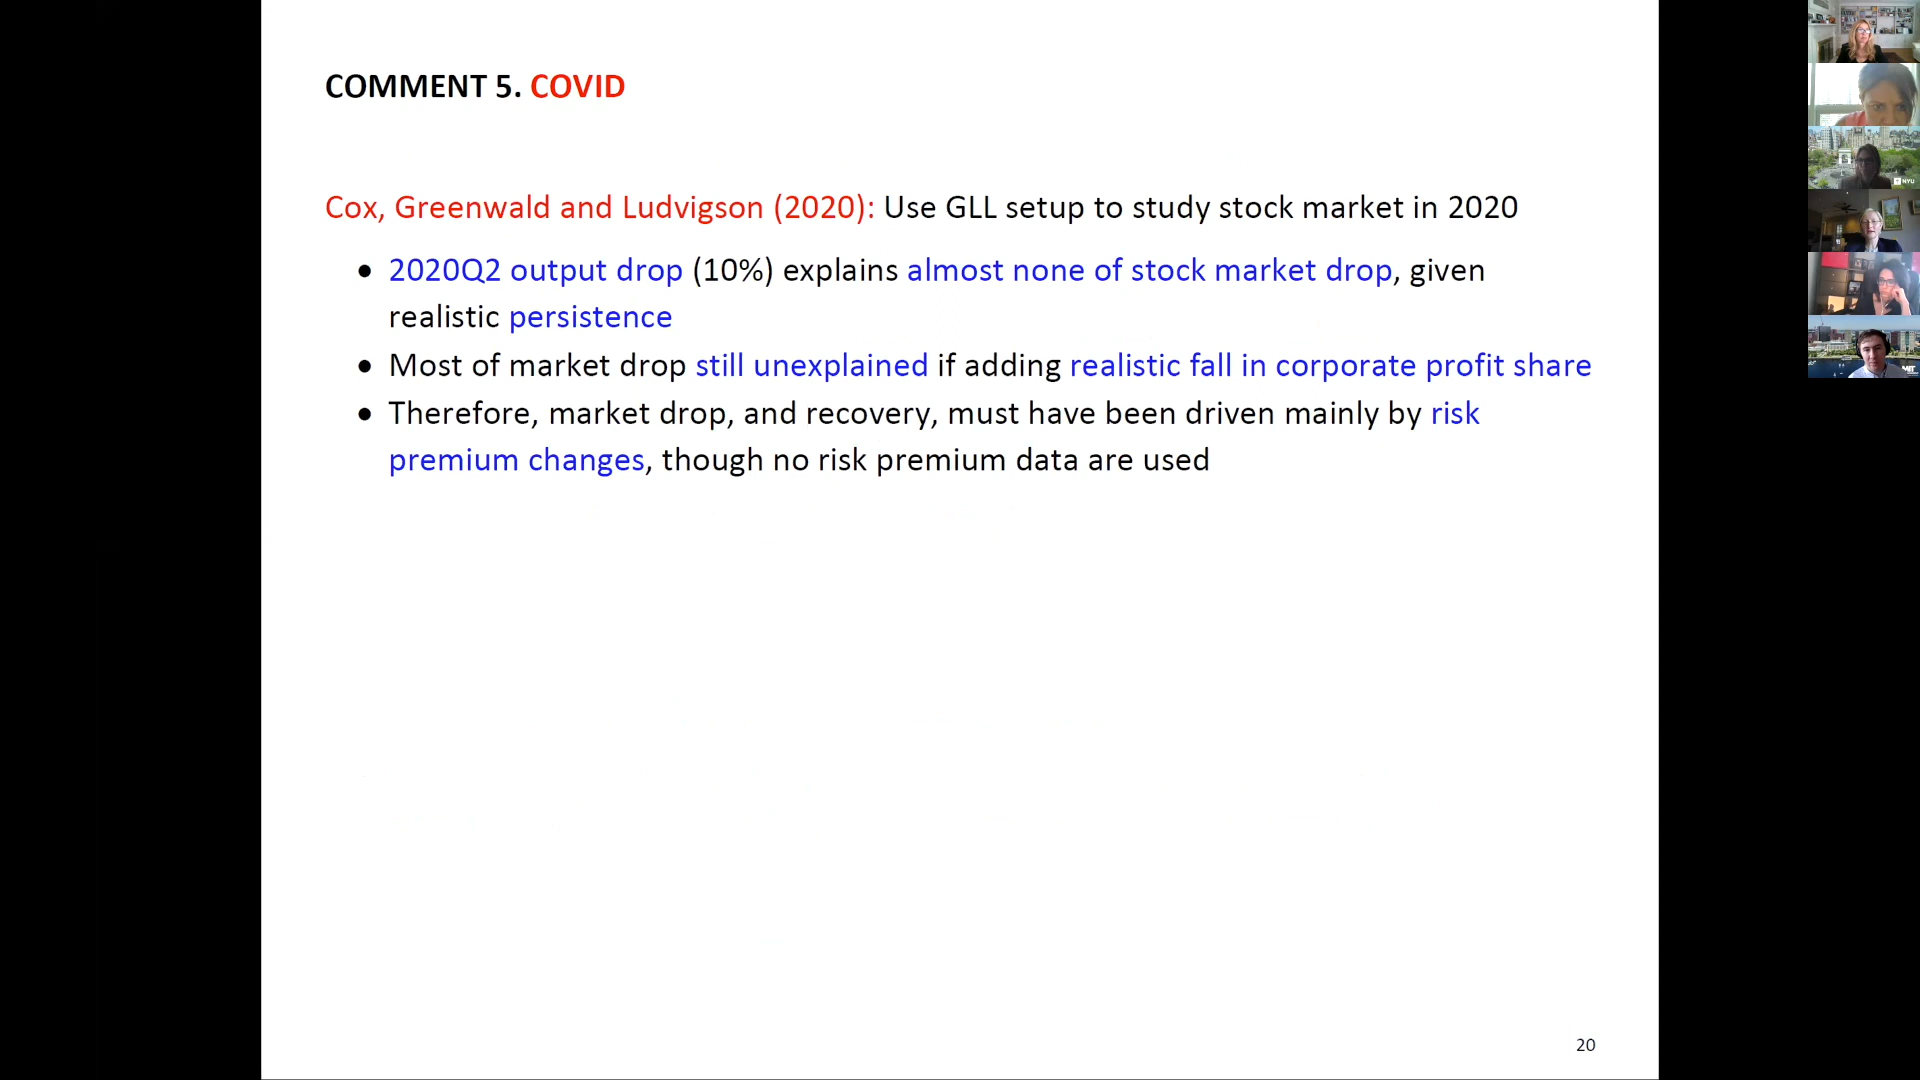 COMMENT 5. COVID
Cox, Greenwald and Ludvigson (2020): Use GLL setup to study stock market in 2020
• 2020Q2 output drop (10%) explains almost none of stock market drop, given
realistic persistence
• Most of market drop still unexplained if adding realistic fall in corporate profit share
• Therefore, market drop, and recovery, must have been driven mainly by risk
premium changes, though no risk premium data are used
20
NYU
MIT